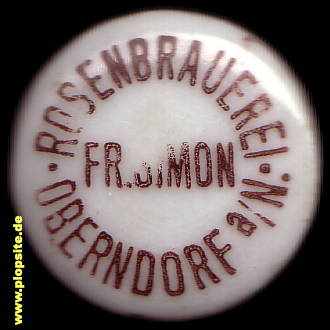 ROSENBRAUEREI
FR. SIMON
OBERNDORF a/N.
www.plopsite.de